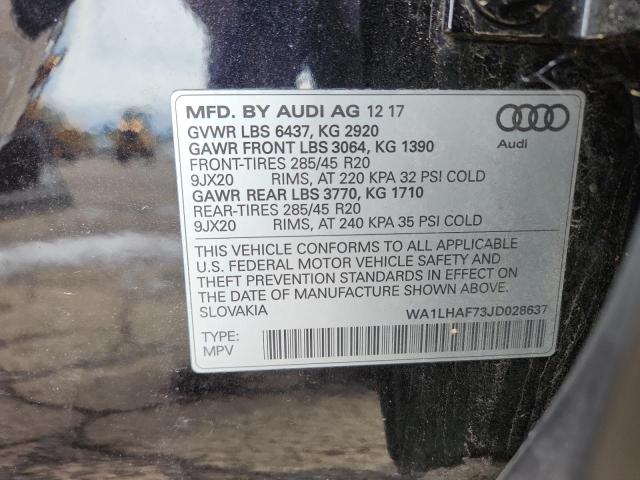 MFD. BY AUDI AG 12 17
GVWR LBS 6437, KG 2920
GAWR FRONT LBS 3064, KG 1390
FRONT-TIRES 285/45 R20
9JX20 RIMS, AT 220 KPA 32 PSI COLD
GAWR REAR LBS 3770, KG 1710
REAR-TIRES 285/45 R20
9JX20 RIMS, AT 240 KPA 35 PSI COLD
Audi
THIS VEHICLE CONFORMS TO ALL APPLICABLE
U.S. FEDERAL MOTOR VEHICLE SAFETY AND
THEFT PREVENTION STANDARDS IN EFFECT ON
THE DATE OF MANUFACTURE SHOWN ABOVE.
SLOVAKIA WA1LHAF73JD028637
TYPE:
MPV